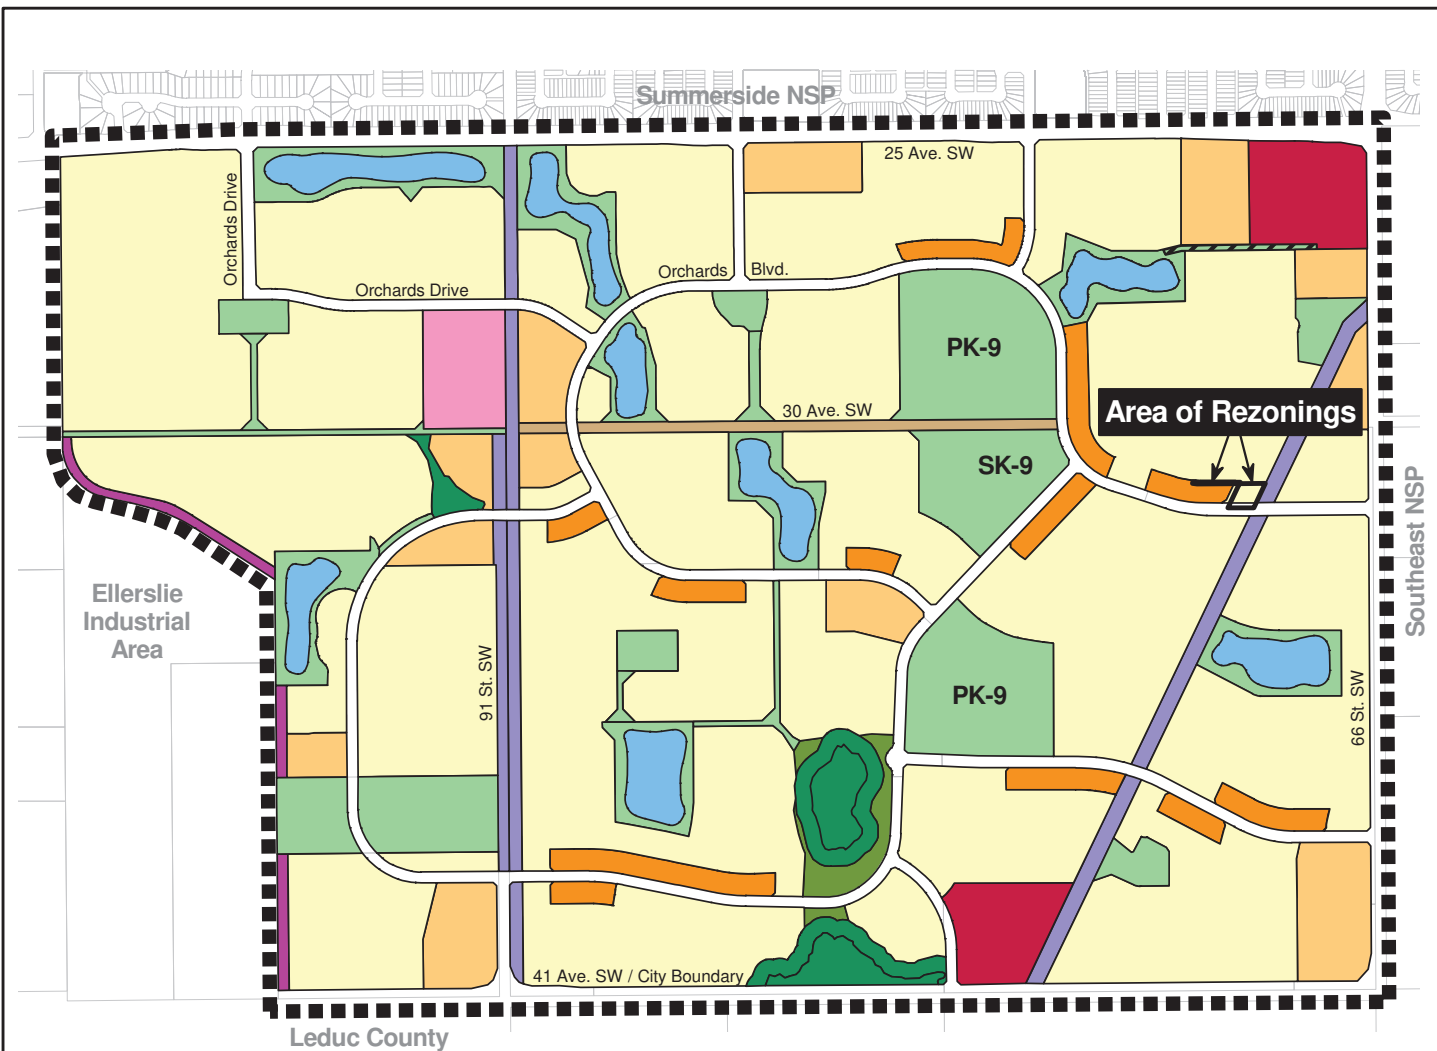 Summerside NSP
25 Ave. SW
Orchards Drive
Orchards Blvd.
Orchards Drive
PK-9
Area of Rezonings
30 Ave. SW
SK-9
Southeast NSP
Ellerslie
Industrial
Area
91 St. SW
PK-9
66 St. SW
41 Ave. SW / City Boundary
Leduc County